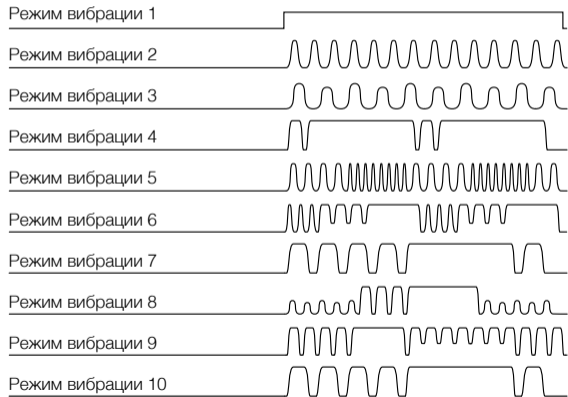 Режим вибрации 1
Режим вибрации 2
Режим вибрации 3
Режим вибрации 4
Режим вибрации 5
Режим вибрации 6
Режим вибрации 7
Режим вибрации 8
Режим вибрации 9
Режим вибрации 10